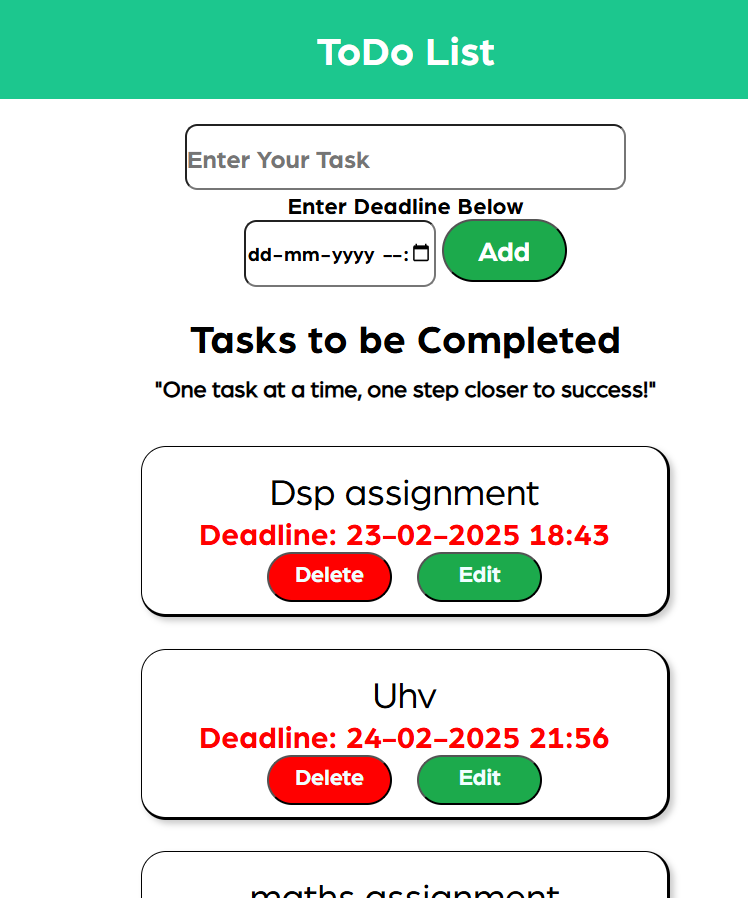 ToDo List
Enter Your Task
Enter Deadline Below
dd-mm-yyyy --:
Add
Tasks to be Completed
"One task at a time, one step closer to success!"
Dsp assignment
Deadline: 23-02-2025 18:43
Delete Edit
Uhv
Deadline: 24-02-2025 21:56
Delete Edit
maths assignment